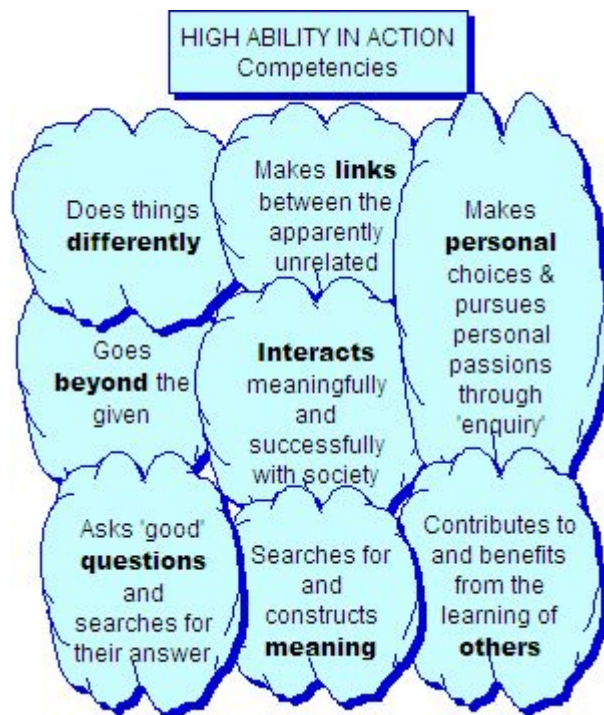 HIGH ABILITY IN ACTION
Competencies
Does things
differently
Makes links
between the
apparently
unrelated
Makes
personal
choices &
pursues
personal
passions
through
'enquiry'
Goes
beyond the
given
Interacts
meaningfully
and
successfully
with society
Asks 'good'
questions
and
searches for
their answer
Searches for
and
constructs
meaning
Contributes to
and benefits
from the
learning of
others